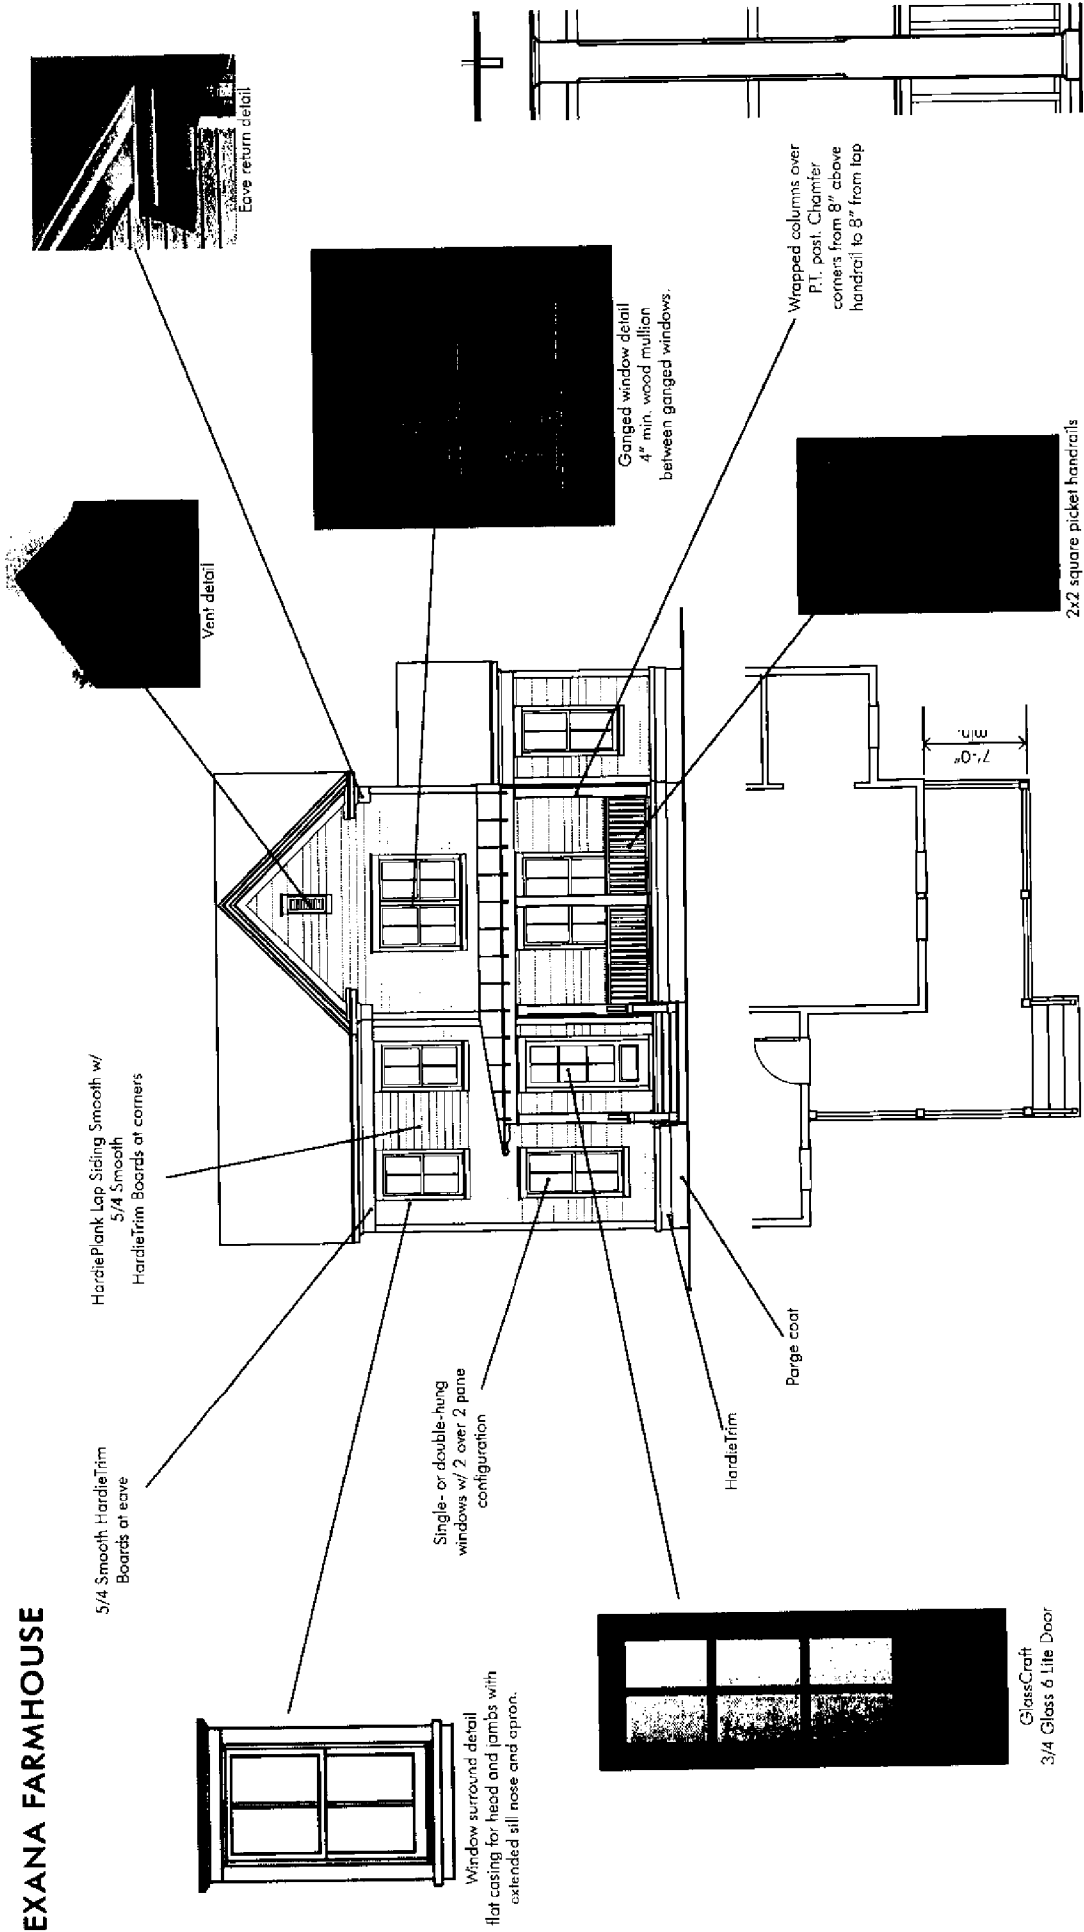 EXANA FARMHOUSE
5/4 Smooth HardieTrim
Boards at eave
HardiePlank Lap Siding Smooth w/
5/4 Smooth
HardieTrim Boards at corners
Vent detail
Eave return detail
Window surround detail
flat casing for head and jambs with
extended sill nose and apron.
Single- or double-hung
windows w/ 2 over 2 pane
configuration
Ganged window detail
4" min. wood mullion
between ganged windows.
Wrapped columns over
P.T. post. Chamfer
corners from 8" above
handrail to 8" from top
HardieTrim
Parge coat
GlassCraft
3/4 Glass 6 Lite Door
7'-0"
min.
2x2 square picket handrails